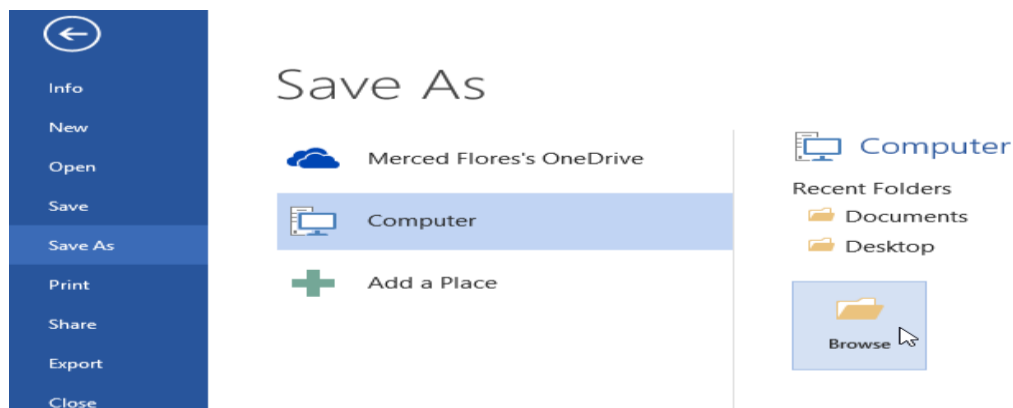 Info
New
Open
Save
Save As
Print
Share
Export
Close
Save As
Merced Flores's OneDrive
Computer
Add a Place
Computer
Recent Folders
Documents
Desktop
Browse